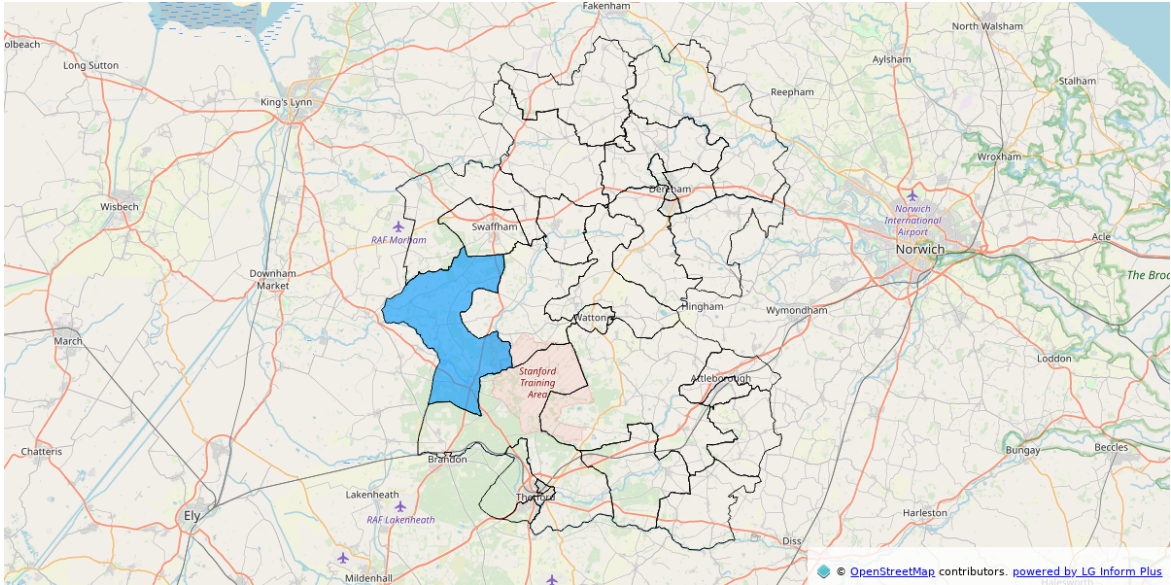 Fakenham
North Walsham
olbeach
Long Sutton
Aylsham
Stalham
King's Lynn
Reepham
Wroxham
Wisbech
Dereham
Norwich
International
Airport
RAF Marham
Swaffham
Norwich
Acle
Downham
Market
The Broa
Hingham
Wymondham
Watton
March
Loddon
Stanford
Training
Area
Attleborough
Bungay
Beccles
Chatteris
Brandon
Lakenheath
Thetford
RAF Lakenheath
Ely
Harleston
Diss
Mildenhall
Halesworth
© OpenStreetMap contributors. powered by LG Inform Plus